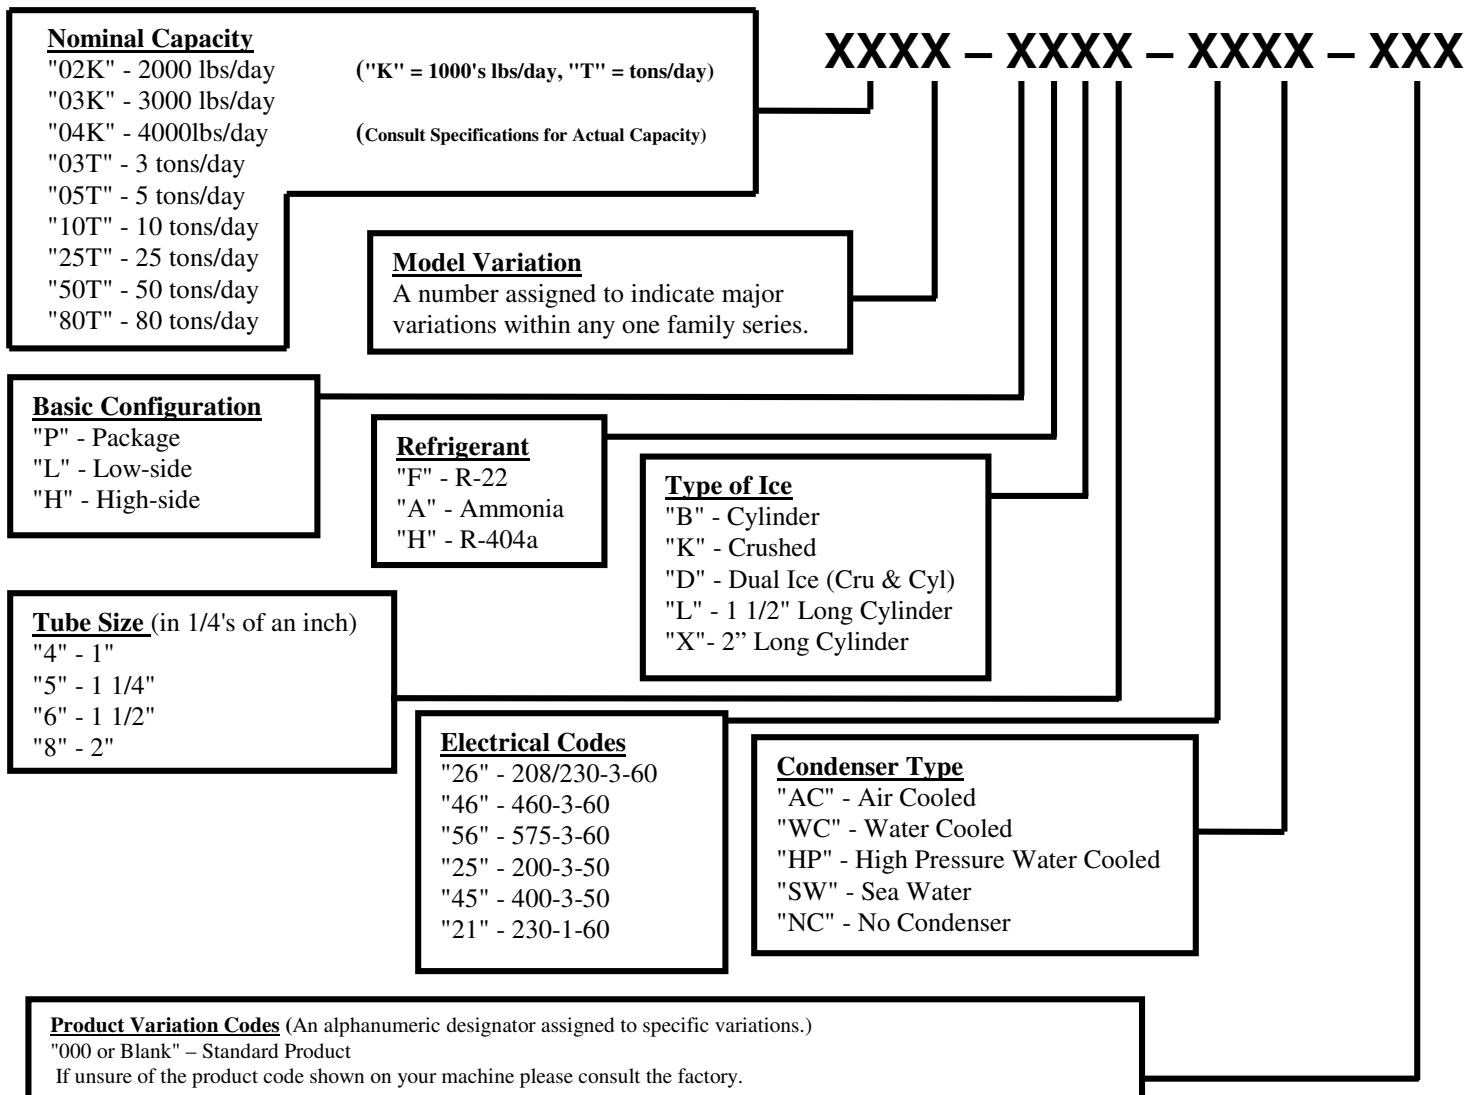 XXXX – XXXX – XXXX – XXX
Nominal Capacity
"02K" - 2000 lbs/day ("K" = 1000's lbs/day, "T" = tons/day)
"03K" - 3000 lbs/day
"04K" - 4000lbs/day (Consult Specifications for Actual Capacity)
"03T" - 3 tons/day
"05T" - 5 tons/day
"10T" - 10 tons/day
"25T" - 25 tons/day
"50T" - 50 tons/day
"80T" - 80 tons/day
Model Variation
A number assigned to indicate major
variations within any one family series.
Basic Configuration
"P" - Package
"L" - Low-side
"H" - High-side
Refrigerant
"F" - R-22
"A" - Ammonia
"H" - R-404a
Type of Ice
"B" - Cylinder
"K" - Crushed
"D" - Dual Ice (Cru & Cyl)
"L" - 1 1/2" Long Cylinder
"X"- 2” Long Cylinder
Tube Size (in 1/4's of an inch)
"4" - 1"
"5" - 1 1/4"
"6" - 1 1/2"
"8" - 2"
Electrical Codes
"26" - 208/230-3-60
"46" - 460-3-60
"56" - 575-3-60
"25" - 200-3-50
"45" - 400-3-50
"21" - 230-1-60
Condenser Type
"AC" - Air Cooled
"WC" - Water Cooled
"HP" - High Pressure Water Cooled
"SW" - Sea Water
"NC" - No Condenser
Product Variation Codes (An alphanumeric designator assigned to specific variations.)
"000 or Blank" – Standard Product
If unsure of the product code shown on your machine please consult the factory.